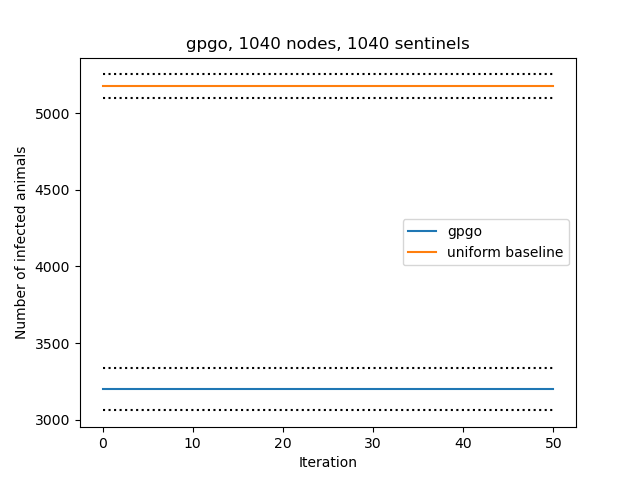 gpgo, 1040 nodes, 1040 sentinels
Number of infected animals
5000
4500
4000
3500
3000
gpgo
uniform baseline
0 10 20 30 40 50
Iteration